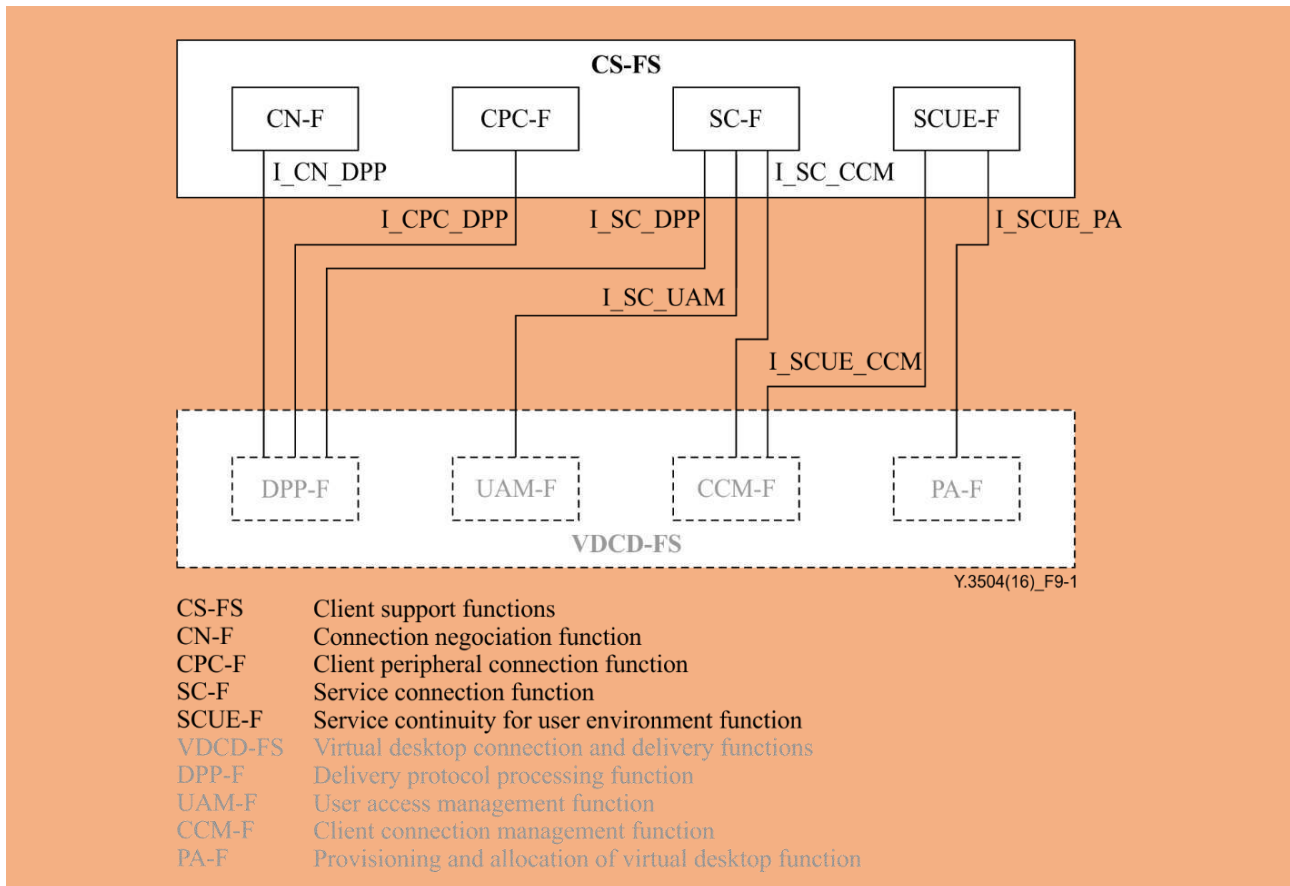 CS-FS
CN-F
CPC-F
SC-F
SCUE-F
I_CN_DPP
I_SC_CCM
I_CPC_DPP
I_SC_DPP
I_SCUE_PA
I_SC_UAM
I_SCUE_CCM
DPP-F
UAM-F
CCM-F
PA-F
VDCD-FS
Y.3504(16)_F9-1
CS-FS Client support functions
CN-F Connection negociation function
CPC-F Client peripheral connection function
SC-F Service connection function
SCUE-F Service continuity for user environment function
VDCD-FS Virtual desktop connection and delivery functions
DPP-F Delivery protocol processing function
UAM-F User access management function
CCM-F Client connection management function
PA-F Provisioning and allocation of virtual desktop function